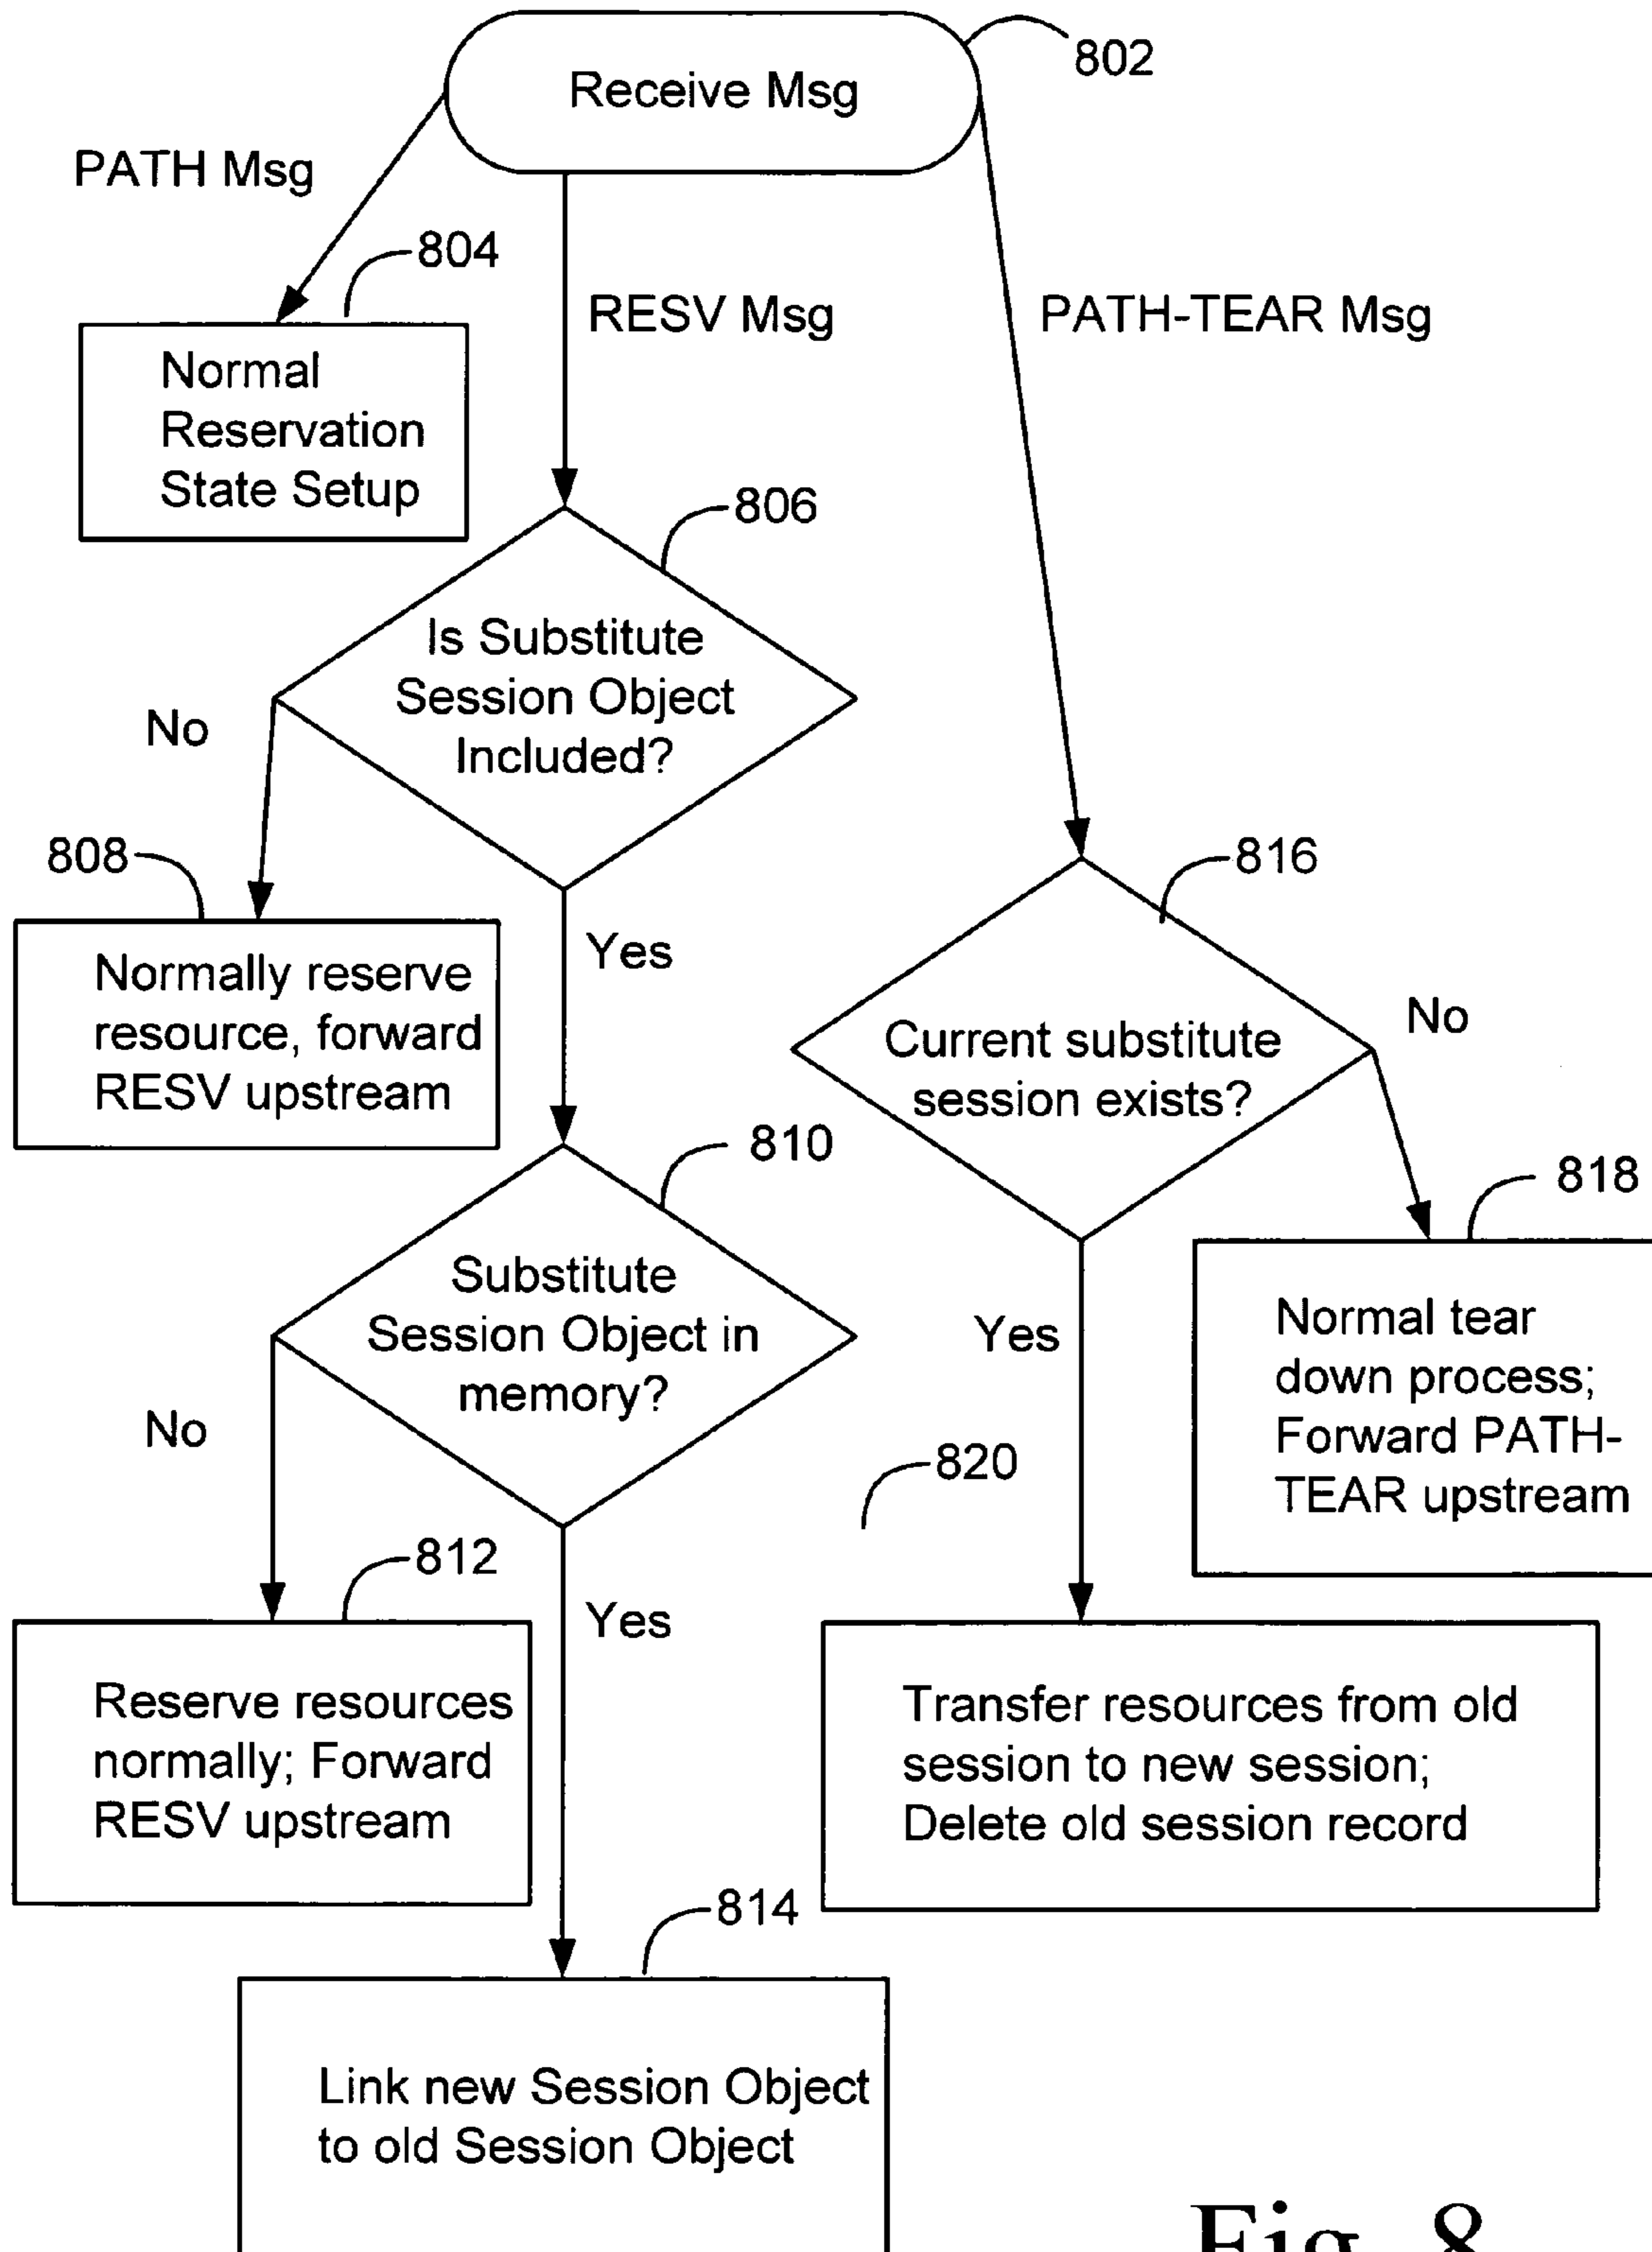 802
Receive Msg
PATH Msg
804
Normal
Reservation
State Setup
RESV Msg
PATH-TEAR Msg
806
Is Substitute
Session Object
Included?
No
808
Normally reserve
resource, forward
RESV upstream
Yes
816
Current substitute
session exists?
No
810
818
Substitute
Session Object in
memory?
Yes
Normal tear
down process;
Forward PATH-
TEAR upstream
No
820
812
Yes
Reserve resources
normally; Forward
RESV upstream
Transfer resources from old
session to new session;
Delete old session record
814
Link new Session Object
to old Session Object
Fig. 8